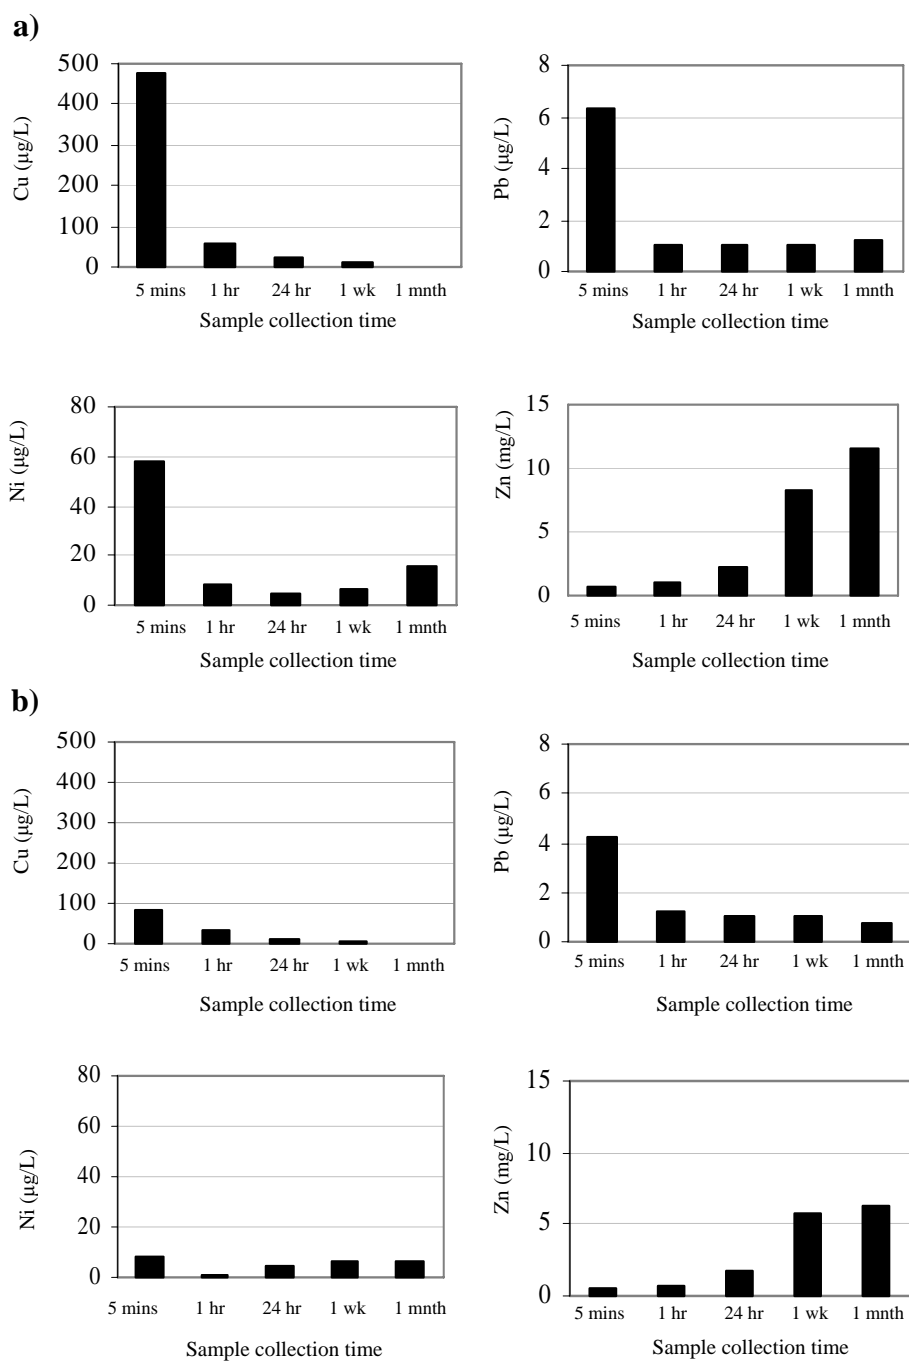 a)
Cu (µg/L)
500
400
300
200
100
0
5 mins 1 hr 24 hr 1 wk 1 mnth
Sample collection time
Pb (µg/L)
8
6
4
2
0
5 mins 1 hr 24 hr 1 wk 1 mnth
Sample collection time
Ni (µg/L)
80
60
40
20
0
5 mins 1 hr 24 hr 1 wk 1 mnth
Sample collection time
Zn (mg/L)
15
10
5
0
5 mins 1 hr 24 hr 1 wk 1 mnth
Sample collection time
b)
Cu (µg/L)
500
400
300
200
100
0
5 mins 1 hr 24 hr 1 wk 1 mnth
Sample collection time
Pb (µg/L)
8
6
4
2
0
5 mins 1 hr 24 hr 1 wk 1 mnth
Sample collection time
Ni (µg/L)
80
60
40
20
0
5 mins 1 hr 24 hr 1 wk 1 mnth
Sample collection time
Zn (mg/L)
15
10
5
0
5 mins 1 hr 24 hr 1 wk 1 mnth
Sample collection time